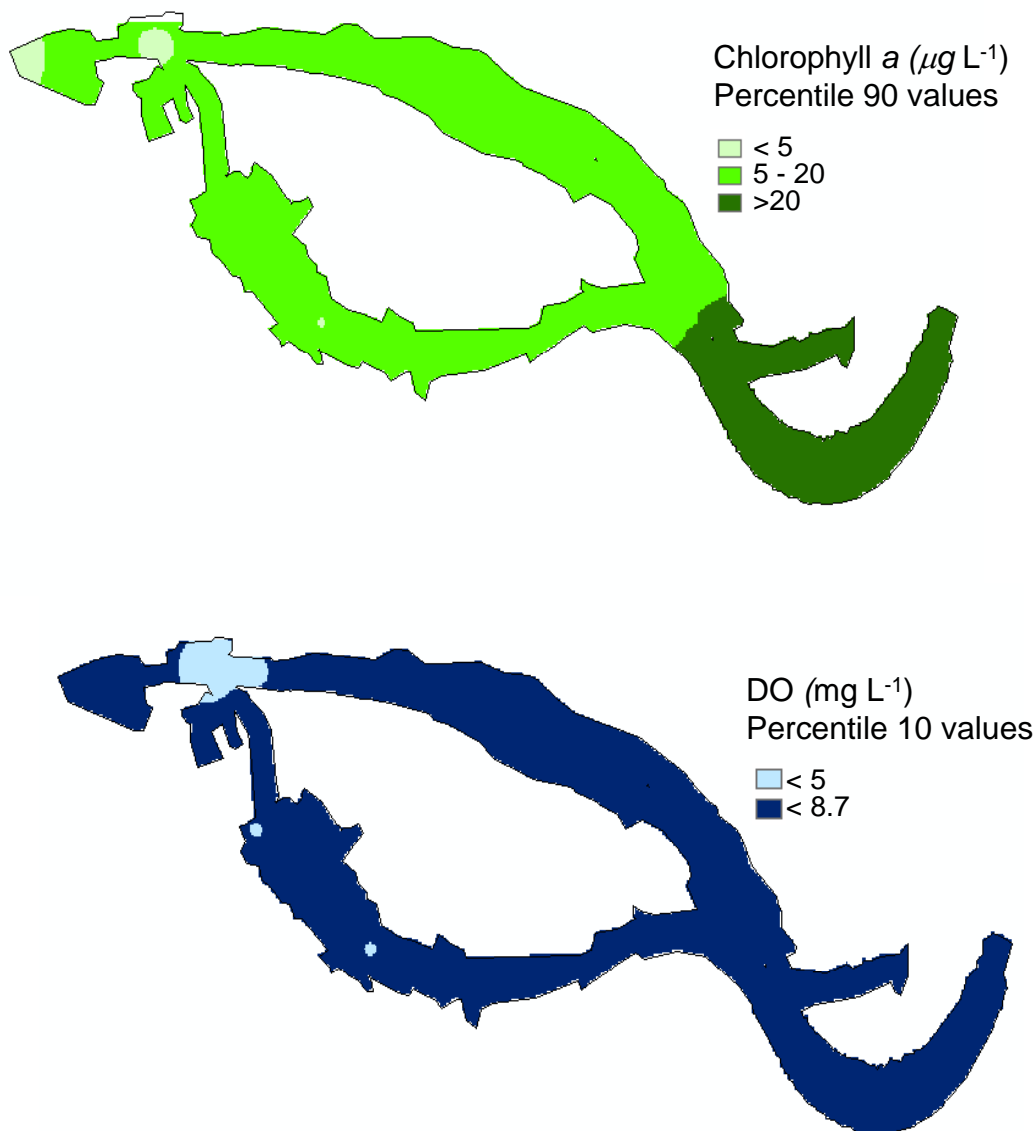 Chlorophyll a (μg L-1)
Percentile 90 values
< 5
5 - 20
>20
DO (mg L-1)
Percentile 10 values
< 5
< 8.7